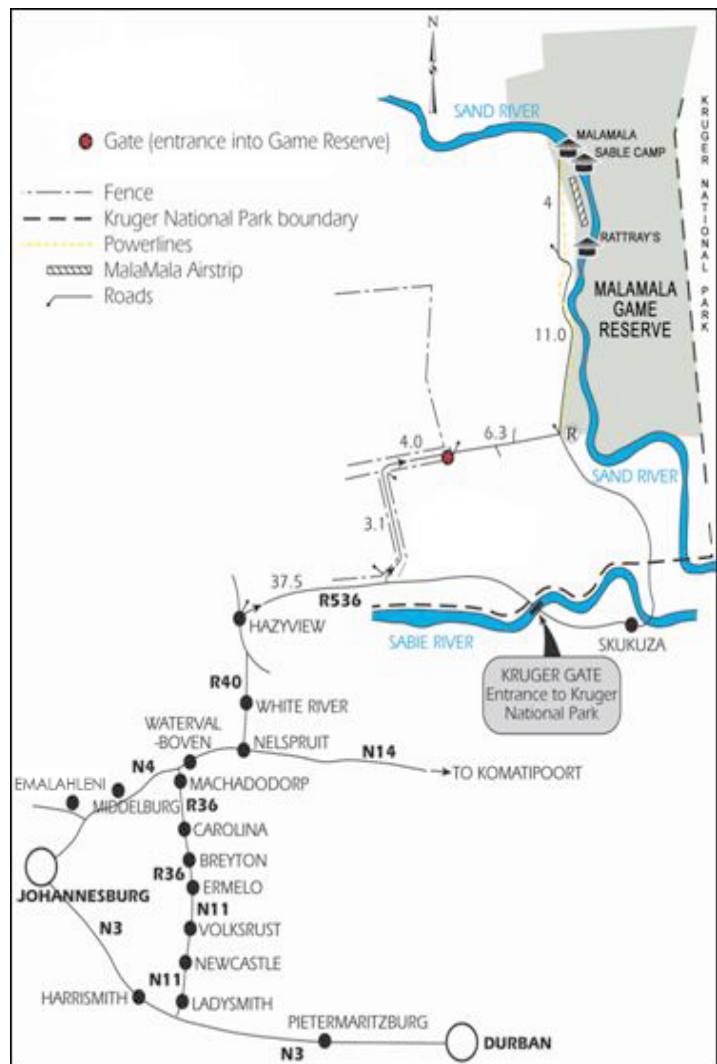 N
SAND RIVER
MALAMALA
SABLE CAMP
Gate (entrance into Game Reserve)
Fence
Kruger National Park boundary
Powerlines
MalaMala Airstrip
Roads
4
RATTRAY'S
KRUGER NATIONAL PARK
MALAMALA
GAME
RESERVE
11.0
4.0
6.3
R
SAND RIVER
3.1
37.5
R536
HAZYVIEW
SABIE RIVER
SKUKUZA
KRUGER GATE
Entrance to Kruger
National Park
R40
WHITE RIVER
WATERVAL
-BOVEN
NELSPRUIT
N14
TO KOMATIPOORT
N4
EMALAHLENI
MIDDELBURG
MACHADODORP
R36
CAROLINA
BREYTON
R36
ERMELO
JOHANNESBURG
N11
N3
VOLKSRUST
NEWCASTLE
N11
HARRISMITH
LADYSMITH
PIETERMARITZBURG
DURBAN
N3